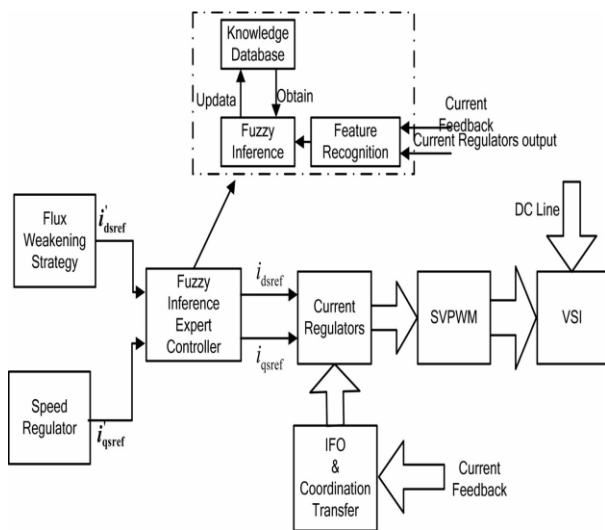 Knowledge
Database
Updata
Obtain
Fuzzy
Inference
Feature
Recognition
Current
Feedback
Current Regulators output
Flux
Weakening
Strategy
i'dsref
Speed
Regulator
i'qsref
Fuzzy
Inference
Expert
Controller
idsref
iqsref
Current
Regulators
SVPWM
DC Line
VSI
IFO
&
Coordination
Transfer
Current
Feedback